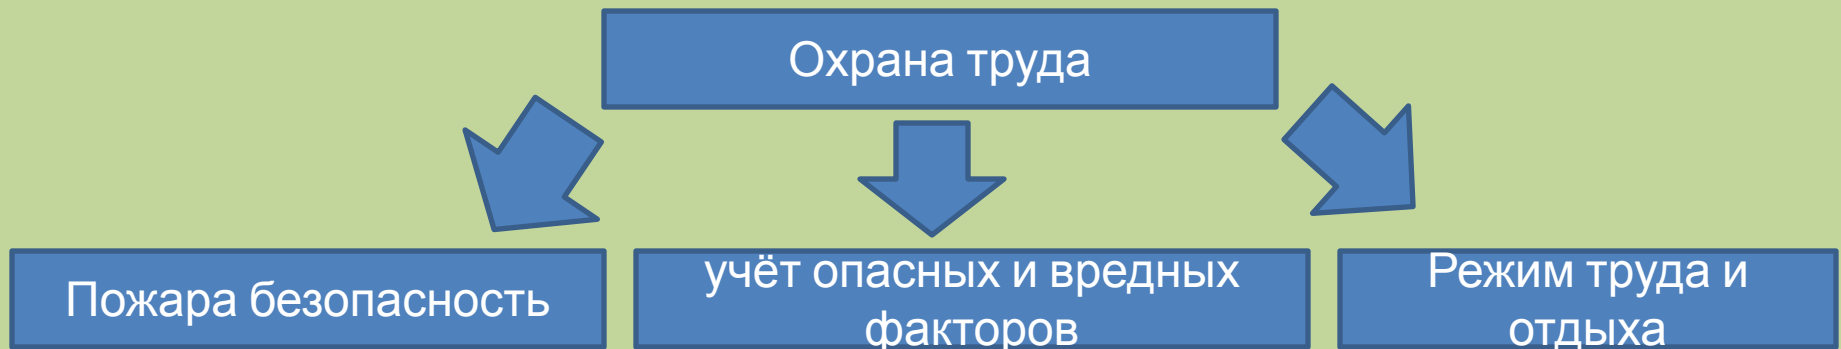 Охрана труда
Пожара безопасность
учёт опасных и вредных
факторов
Режим труда и
отдыха